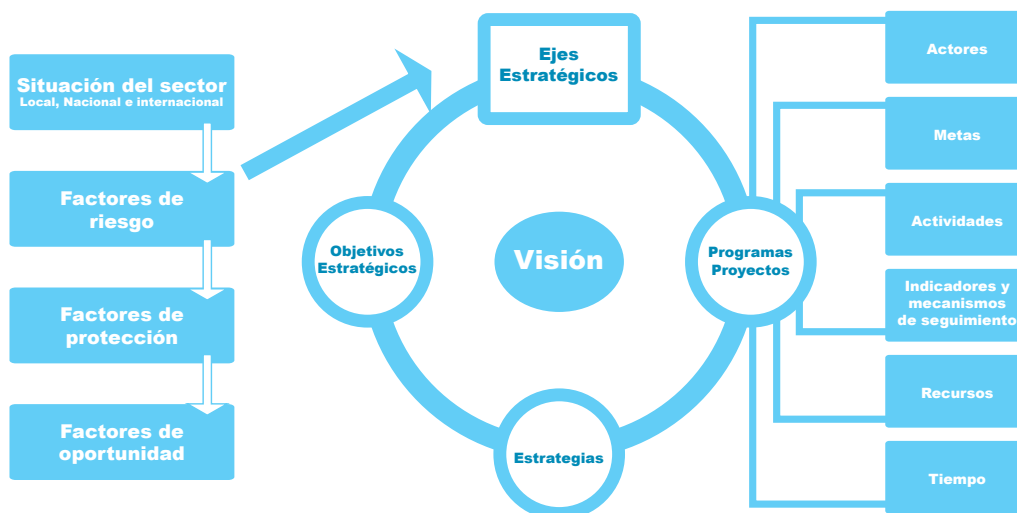 Situación del sector
Local, Nacional e internacional
Factores de
riesgo
Factores de
protección
Factores de
oportunidad
Ejes
Estratégicos
Objetivos
Estratégicos
Visión
Programas
Proyectos
Estrategias
Actores
Metas
Actividades
Indicadores y
mecanismos
de seguimiento
Recursos
Tiempo